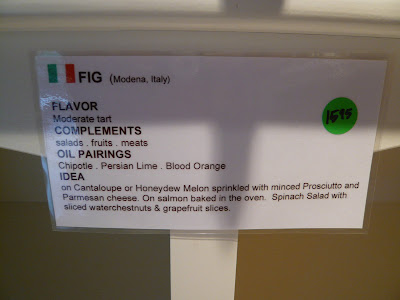 FIG (Modena, Italy)
FLAVOR
Moderate tart
1595
COMPLEMENTS
salads . fruits . meats
OIL PAIRINGS
Chipotle . Persian Lime . Blood Orange
IDEA
on Cantaloupe or Honeydew Melon sprinkled with minced Prosciutto and
Parmesan cheese. On salmon baked in the oven. Spinach Salad with
sliced waterchestnuts & grapefruit slices.